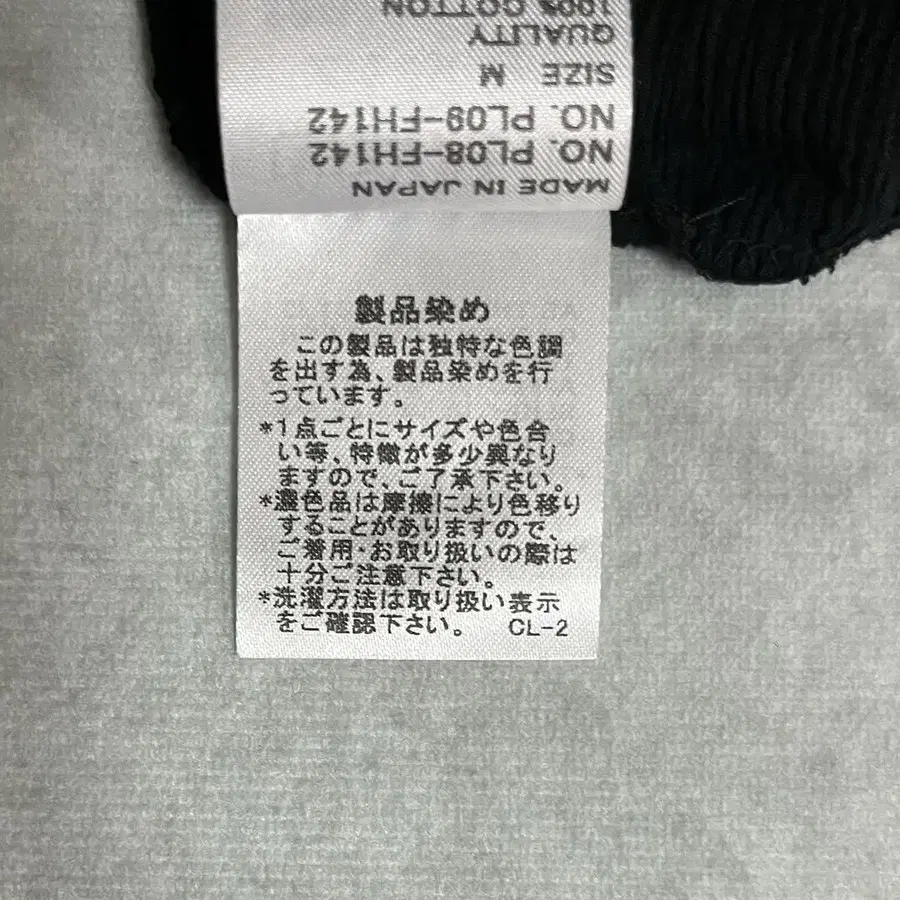 MADE IN JAPAN
NO. PL08-FH142
NO. PL09-FH142
SIZE M
QUALITY
100% COTTON
製品染め
この製品は独特な色調
を出す為、製品染めを行
っています。
*1点ごとにサイズや色合
い等、特徴が多少異なり
ますので、ご了承下さい。
*濃色品は摩擦により色移り
することがありますので、
ご着用・お取り扱いの際は
十分ご注意下さい。
*洗濯方法は取り扱い表示
をご確認下さい。 CL-2